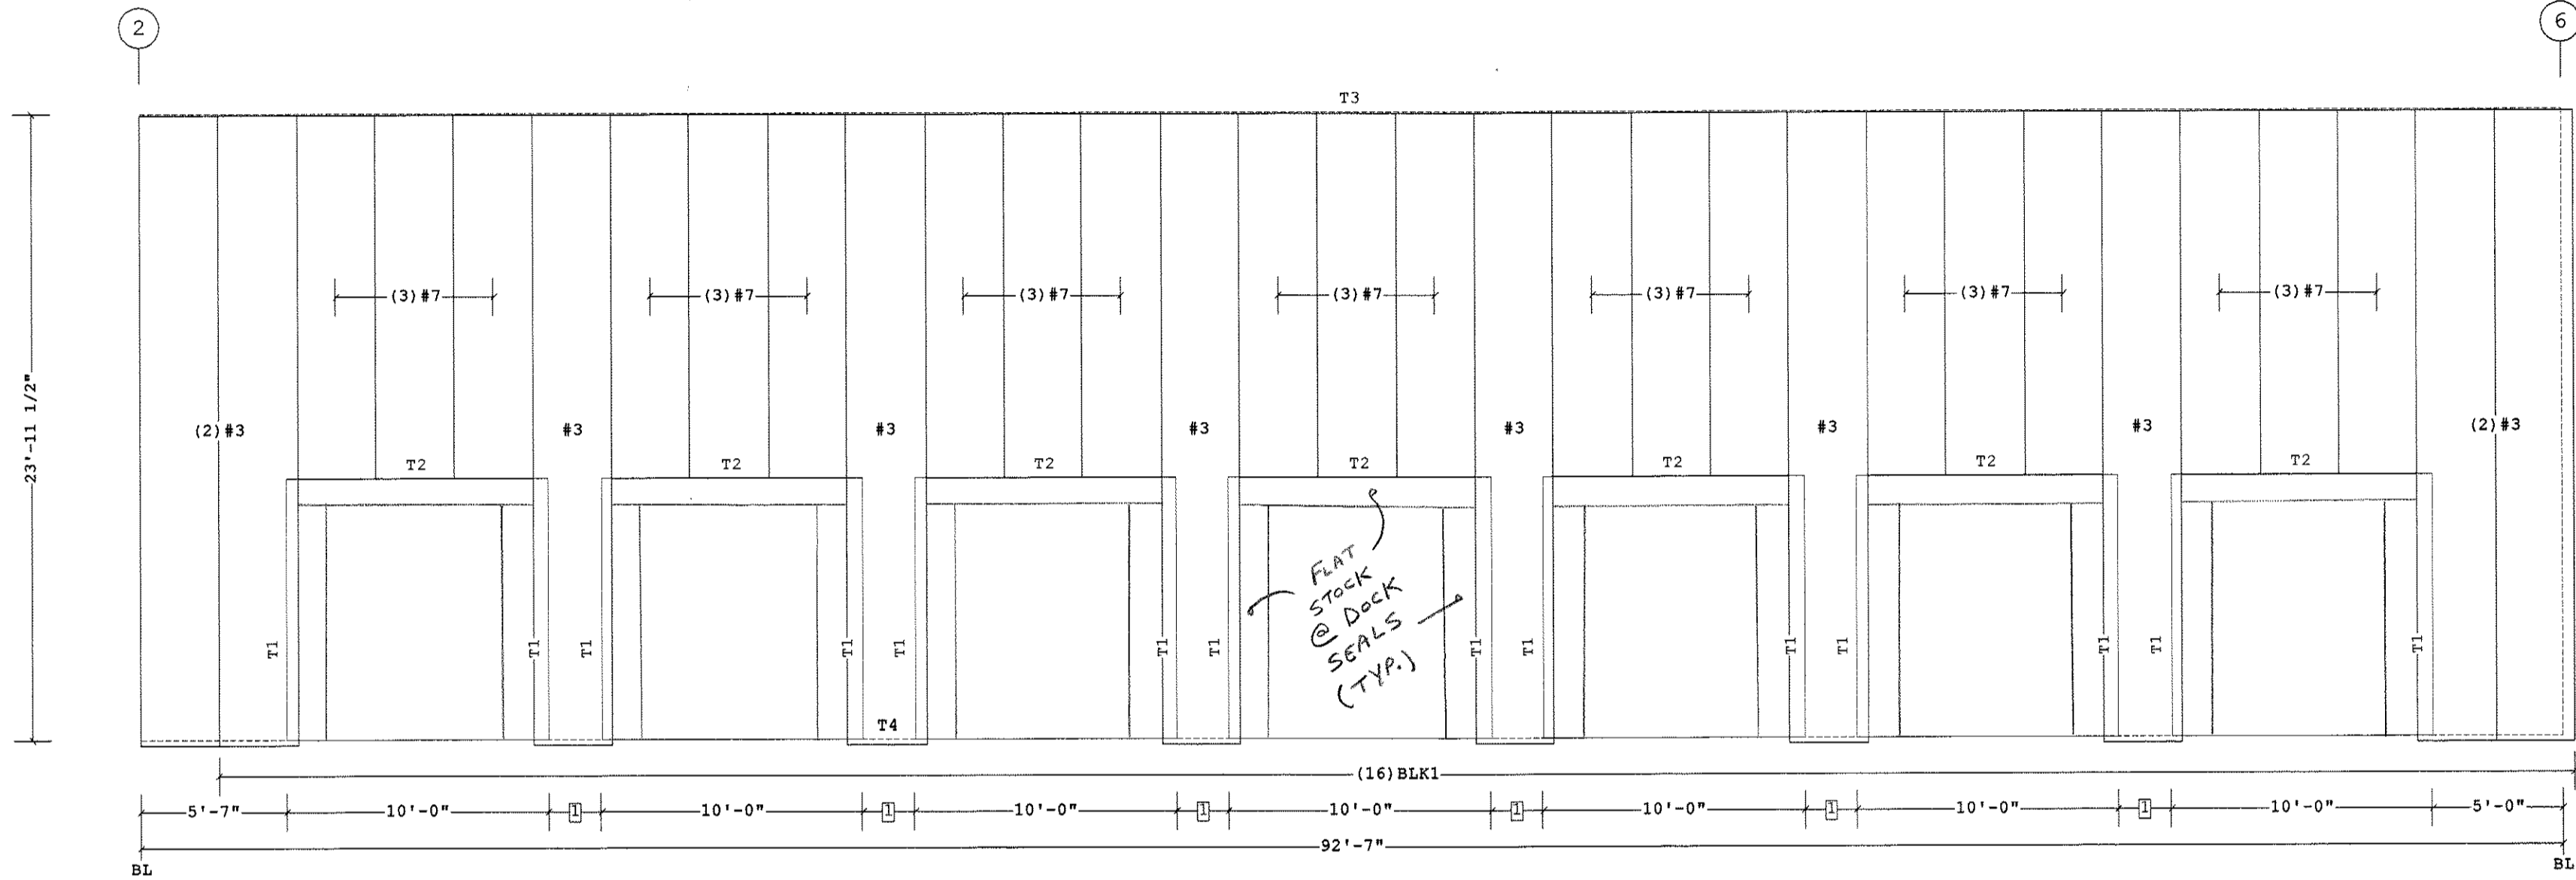 2
6
T3
23'-11 1/2"
(3)#7
(3)#7
(3)#7
(3)#7
(3)#7
(3)#7
(3)#7
(2)#3
#3
#3
#3
#3
#3
#3
(2)#3
T2
T2
T2
T2
T2
T2
T2
FLAT
STOCK
@ DOCK
SEALS
(TYP.)
T1
T1
T1
T1
T1
T1
T1
T1
T1
T1
T1
T1
T1
T1
T4
(16)BLK1
5'-7"
10'-0"
1
10'-0"
1
10'-0"
1
10'-0"
1
10'-0"
1
10'-0"
1
10'-0"
5'-0"
92'-7"
BL
BL